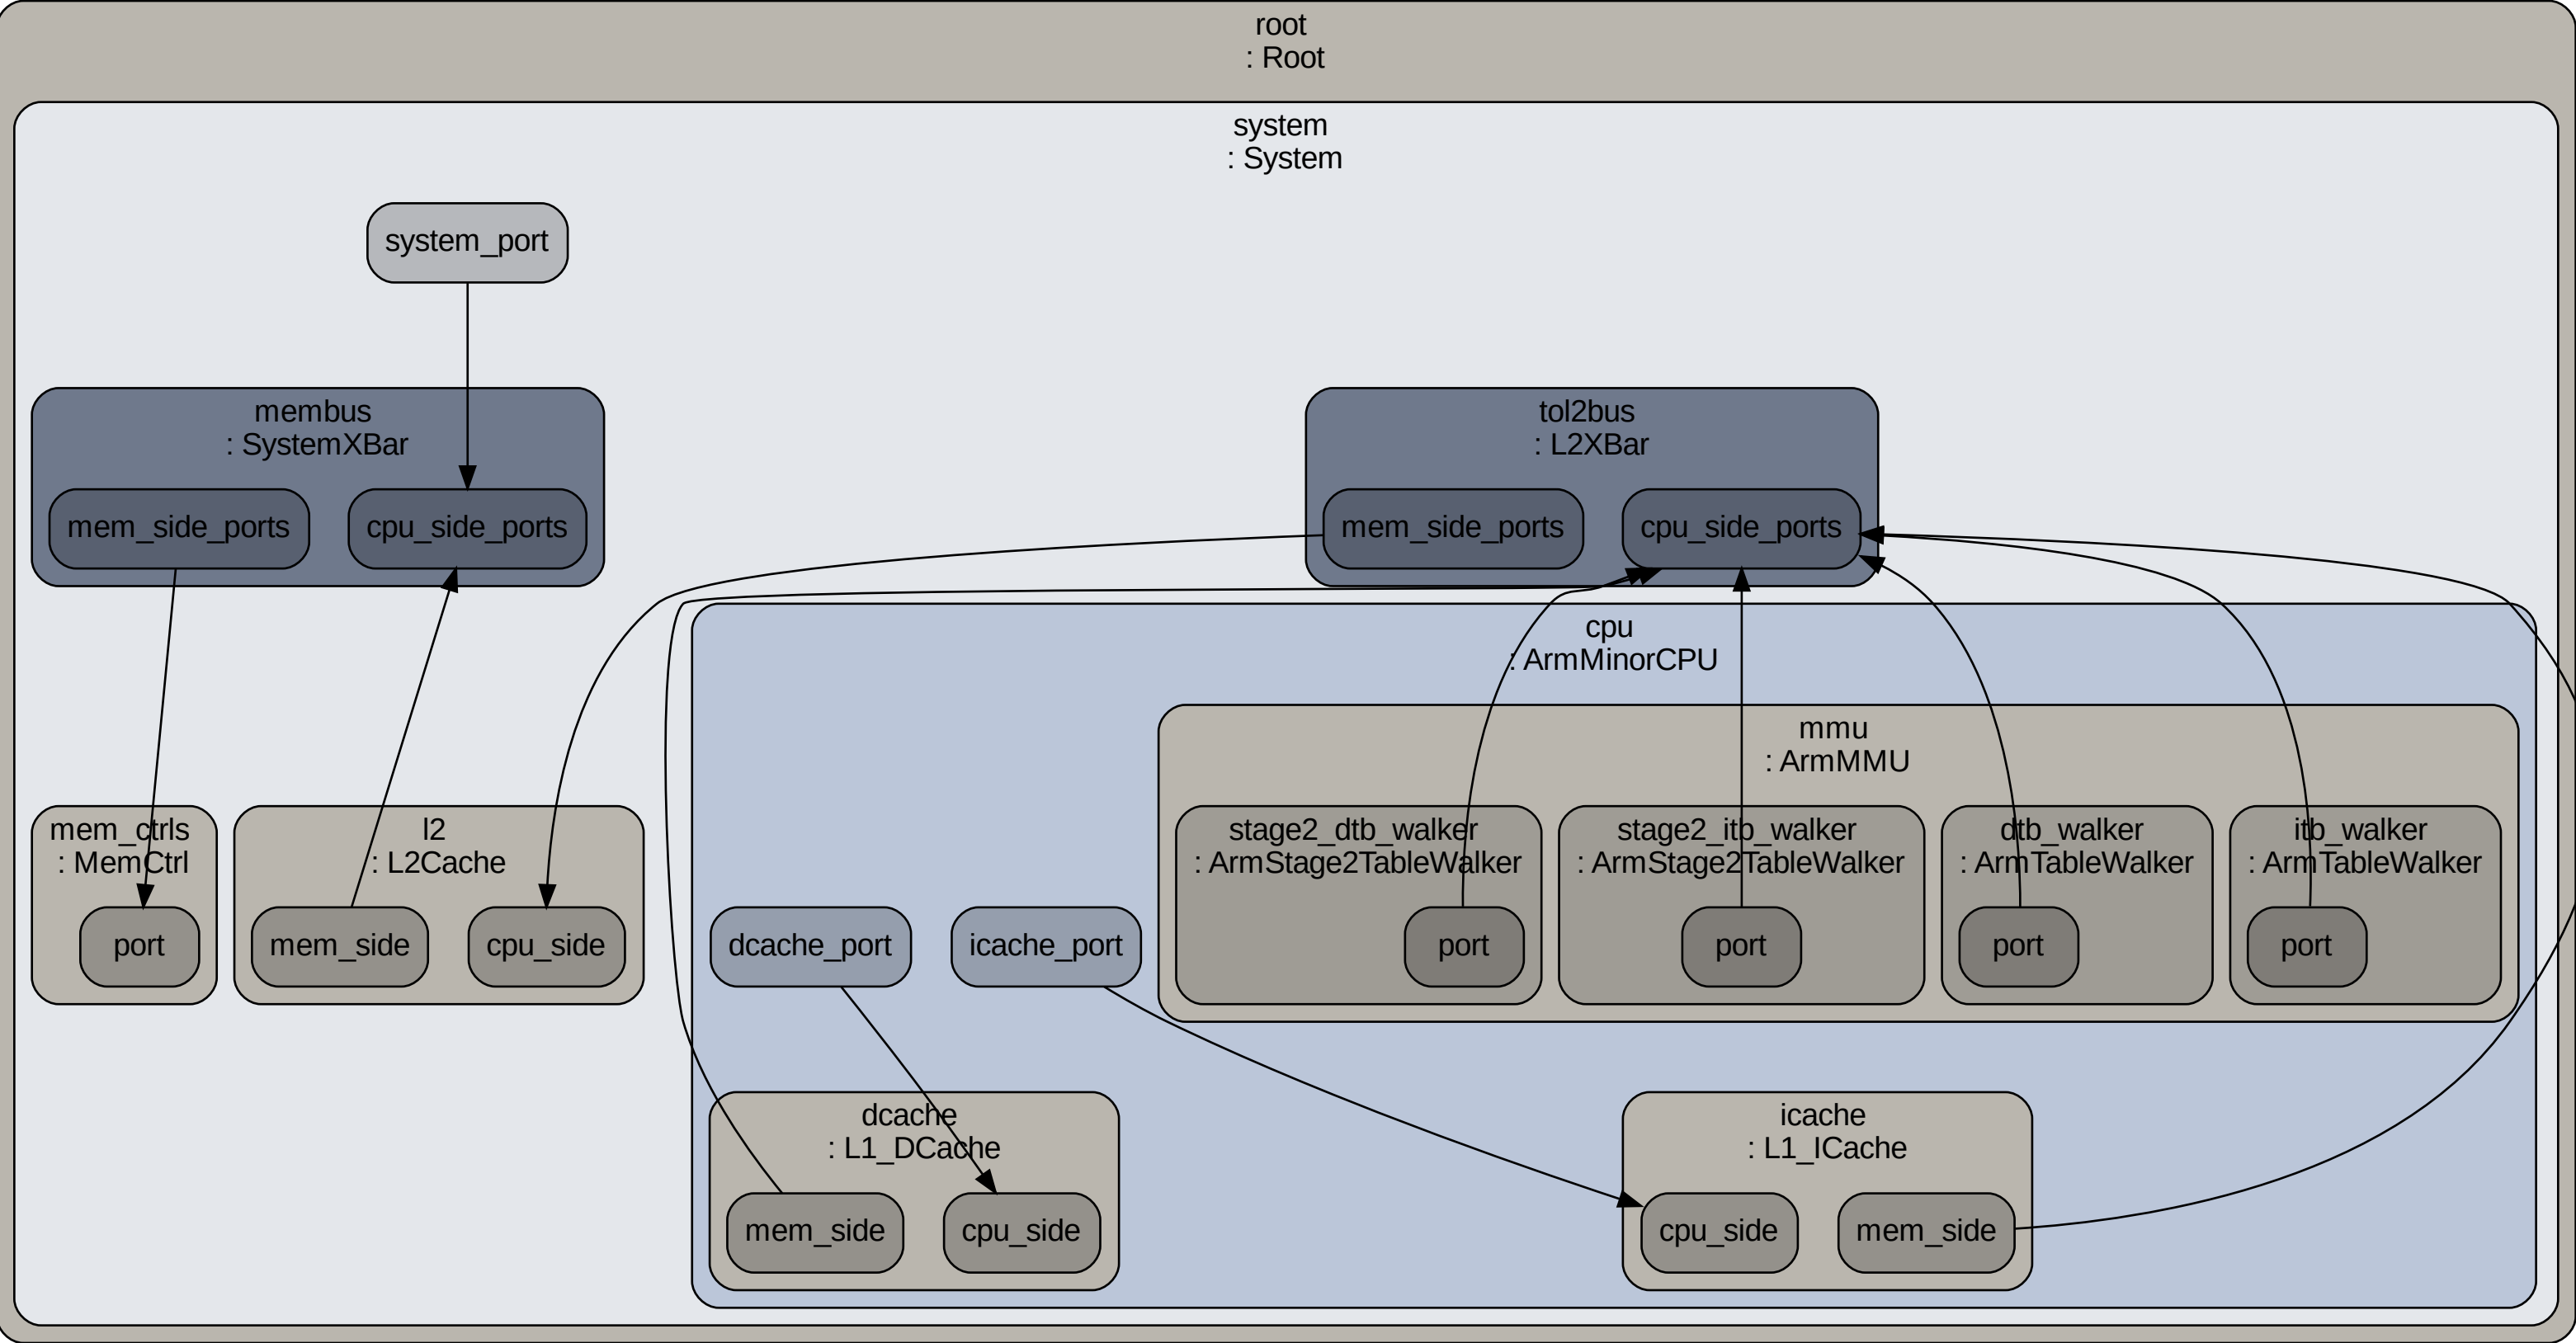 root
: Root
system
: System
system_port
membus
: SystemXBar
mem_side_ports
cpu_side_ports
tol2bus
: L2XBar
mem_side_ports
cpu_side_ports
cpu
: ArmMinorCPU
mmu
: ArmMMU
mem_ctrls
: MemCtrl
port
l2
: L2Cache
mem_side
cpu_side
dcache_port
icache_port
stage2_dtb_walker
: ArmStage2TableWalker
port
stage2_itb_walker
: ArmStage2TableWalker
port
dtb_walker
: ArmTableWalker
port
itb_walker
: ArmTableWalker
port
dcache
: L1_DCache
mem_side
cpu_side
icache
: L1_ICache
cpu_side
mem_side